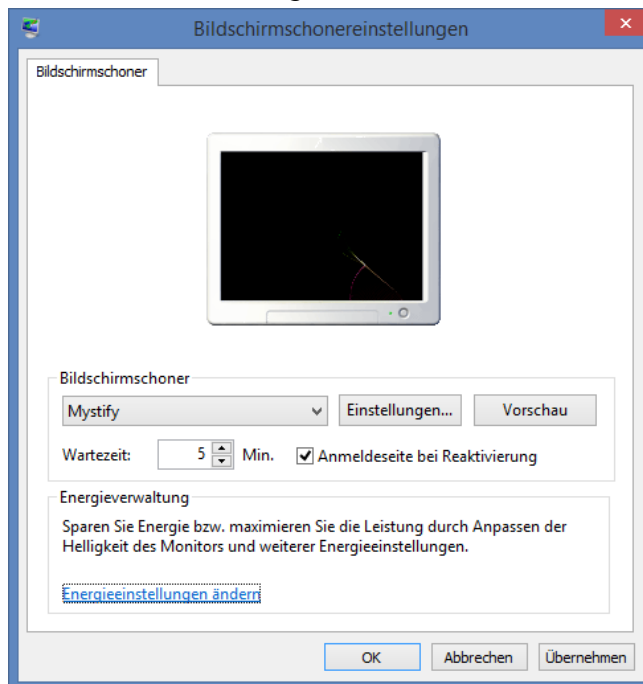 Bildschirmschonereinstellungen
Bildschirmschoner
Bildschirmschoner
Mystify
Einstellungen...
Vorschau
Wartezeit:
5
Min.
Anmeldeseite bei Reaktivierung
Energieverwaltung
Sparen Sie Energie bzw. maximieren Sie die Leistung durch Anpassen der
Helligkeit des Monitors und weiterer Energieeinstellungen.
Energieeinstellungen ändern
OK
Abbrechen
Übernehmen